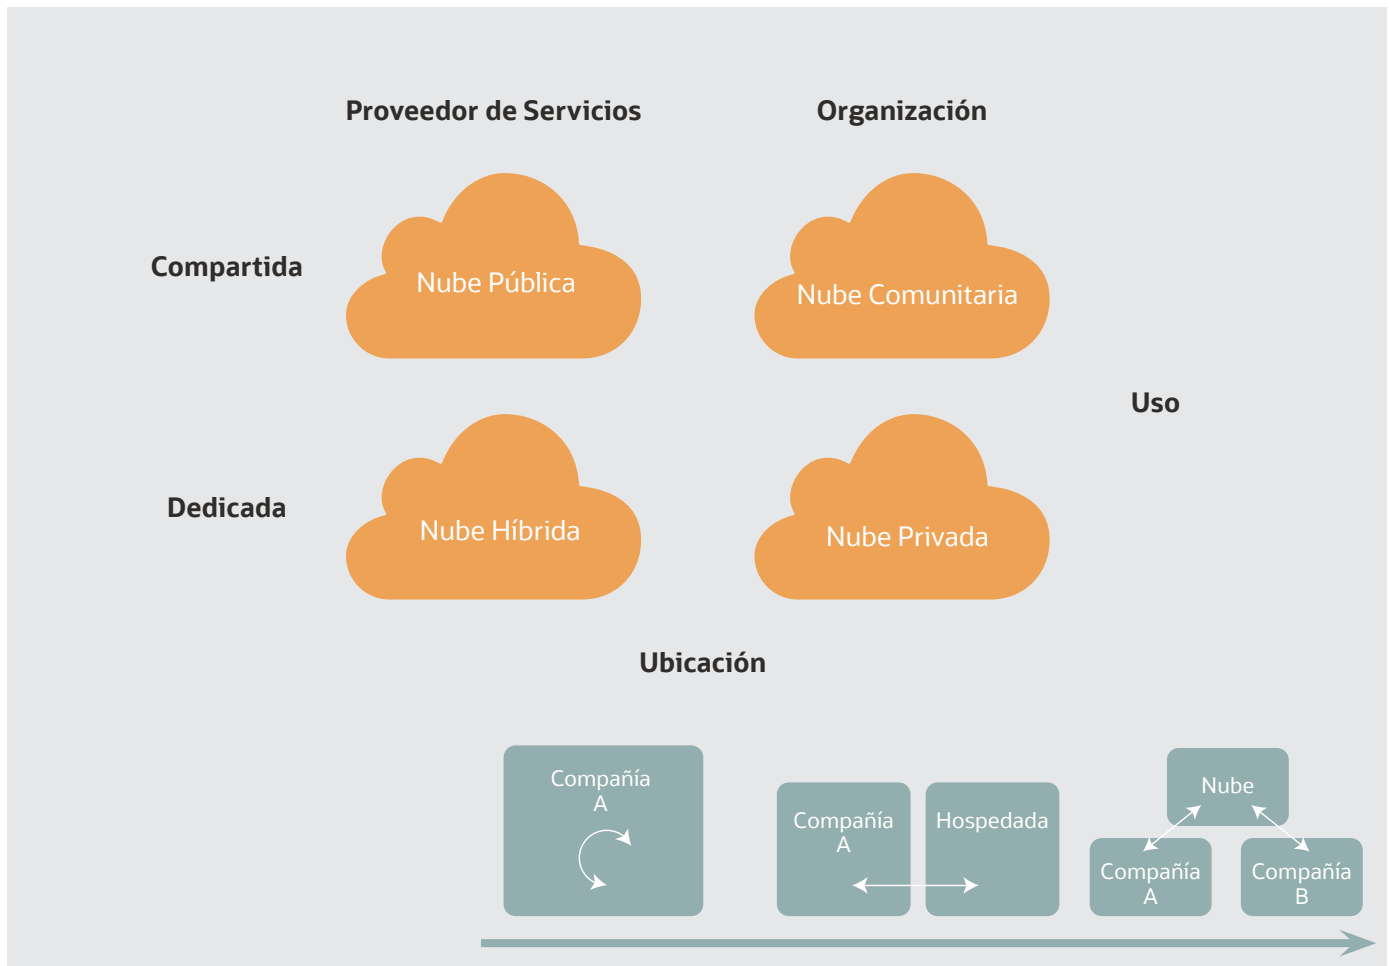 Proveedor de Servicios
Organización
Compartida
Nube Pública
Nube Comunitaria
Uso
Dedicada
Nube Híbrida
Nube Privada
Ubicación
Compañía
A
Compañía
A
Hospedada
Nube
Compañía
A
Compañía
B